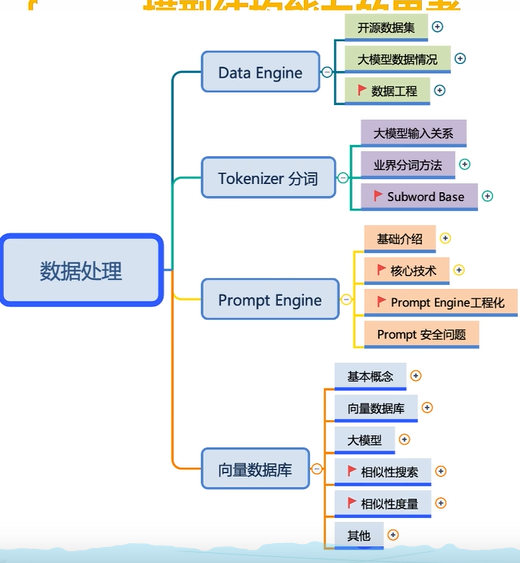 数据处理
Data Engine
开源数据集
大模型数据情况
数据工程
Tokenizer 分词
大模型输入关系
业界分词方法
Subword Base
Prompt Engine
基础介绍
核心技术
Prompt Engine工程化
Prompt 安全问题
向量数据库
基本概念
向量数据库
大模型
相似性搜索
相似性度量
其他